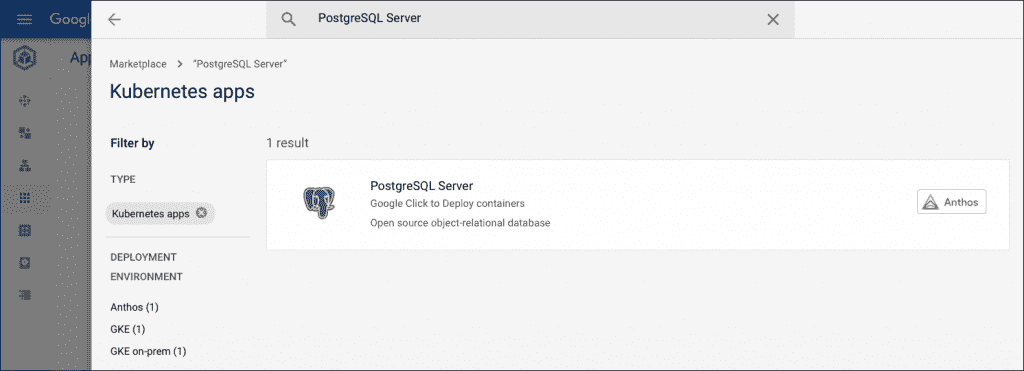 Googl
PostgreSQL Server
App
Marketplace > "PostgreSQL Server"
Kubernetes apps
Filter by
1 result
TYPE
Kubernetes apps
PostgreSQL Server
Google Click to Deploy containers
Open source object-relational database
Anthos
DEPLOYMENT
ENVIRONMENT
Anthos (1)
GKE (1)
GKE on-prem (1)